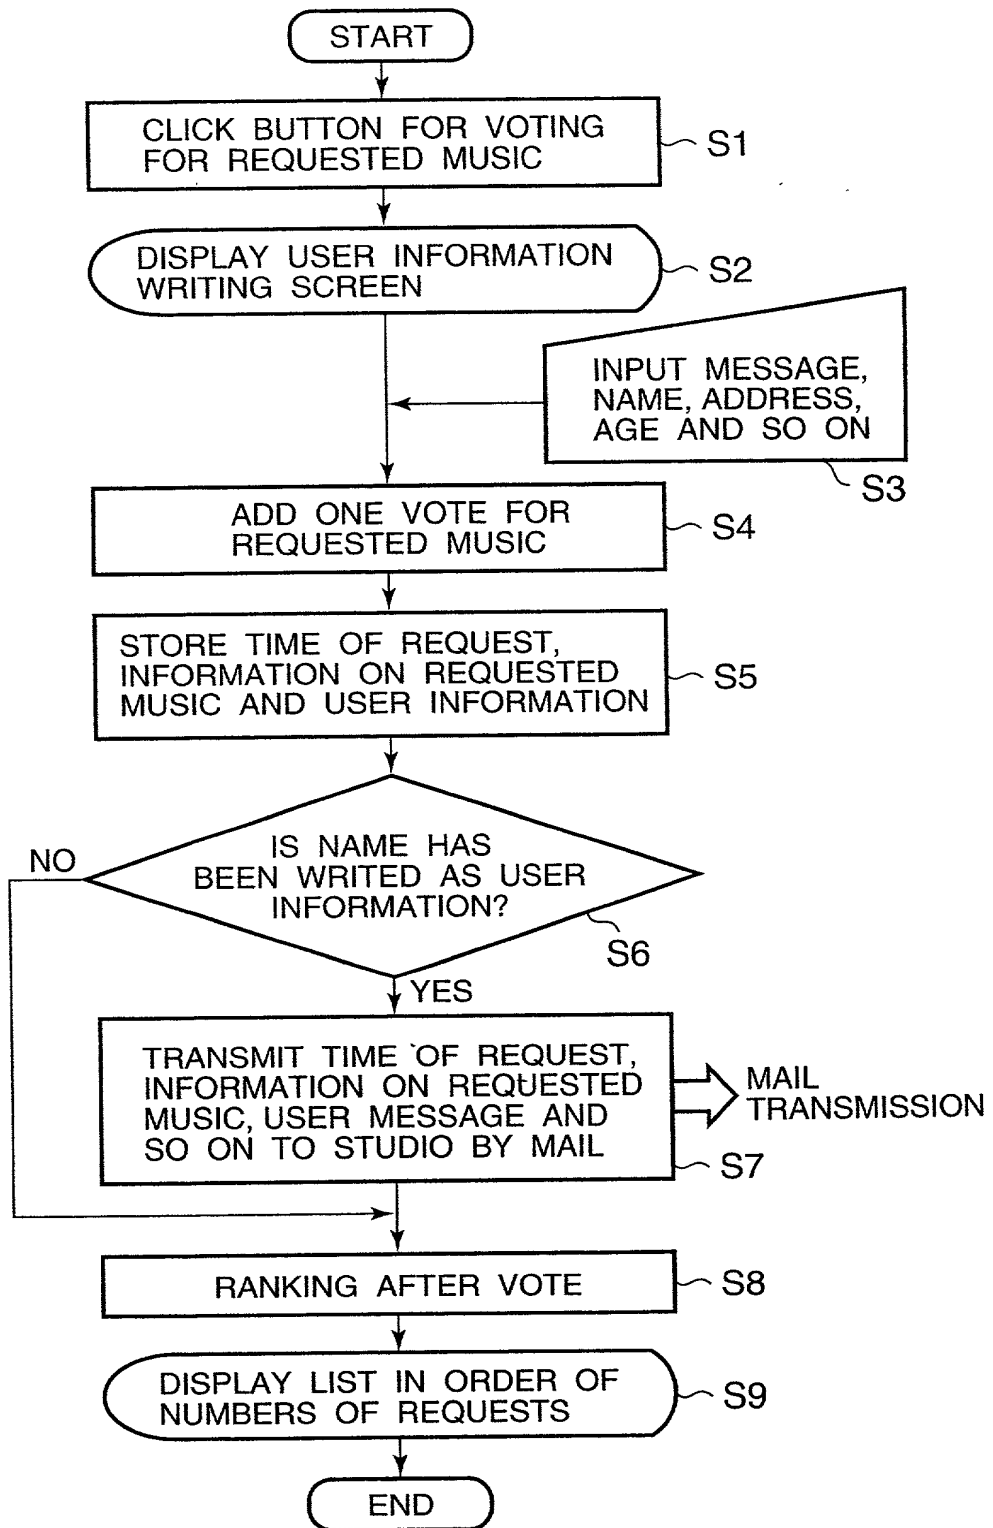 START
CLICK BUTTON FOR VOTING
FOR REQUESTED MUSIC
S1
DISPLAY USER INFORMATION
WRITING SCREEN
S2
INPUT MESSAGE,
NAME, ADDRESS,
AGE AND SO ON
S3
ADD ONE VOTE FOR
REQUESTED MUSIC
S4
STORE TIME OF REQUEST,
INFORMATION ON REQUESTED
MUSIC AND USER INFORMATION
S5
IS NAME HAS
BEEN WRITED AS USER
INFORMATION?
S6
NO
YES
TRANSMIT TIME OF REQUEST,
INFORMATION ON REQUESTED
MUSIC, USER MESSAGE AND
SO ON TO STUDIO BY MAIL
S7
MAIL
TRANSMISSION
RANKING AFTER VOTE
S8
DISPLAY LIST IN ORDER OF
NUMBERS OF REQUESTS
S9
END